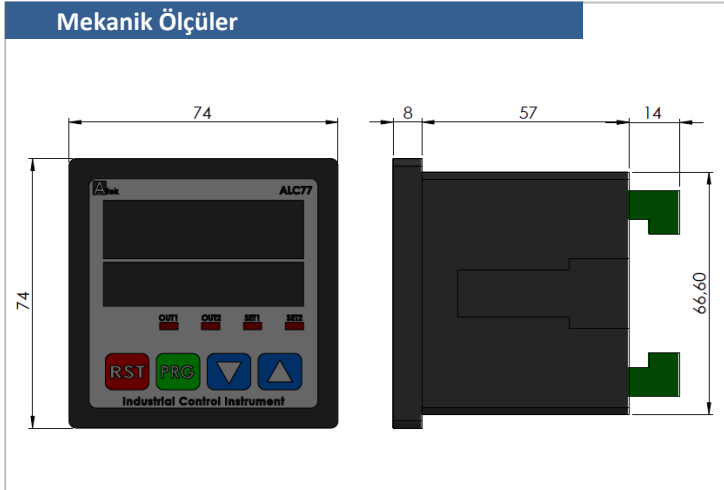 Mekanik Ölçüler
74
8
57
14
Atek
ALC77
74
66,60
OUT1 OUT2 SET1 SET2
RST PRG
Industrial Control Instrument